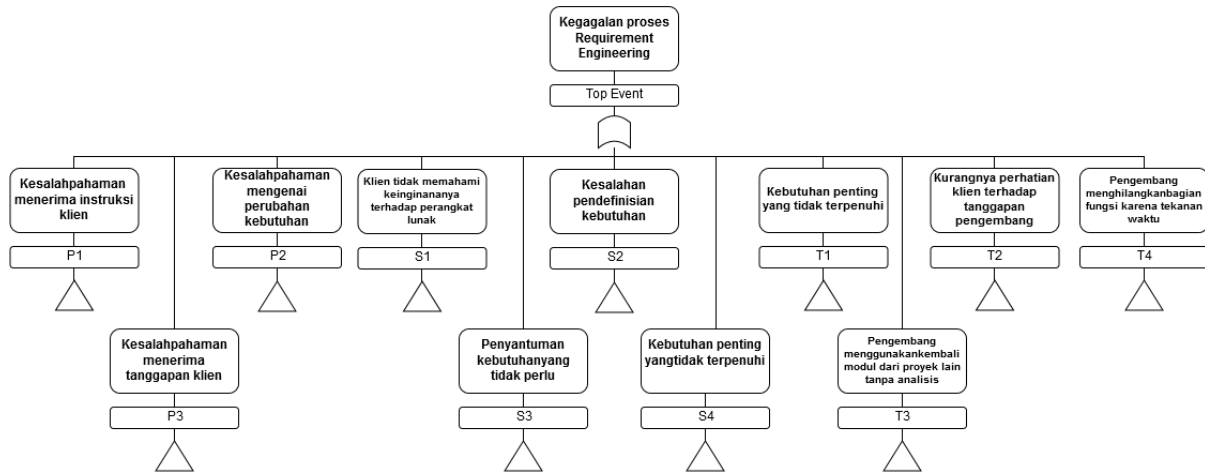 Kegagalan proses
Requirement
Engineering
Top Event
Kesalahpahaman
menerima instruksi
klien
P1
Kesalahpahaman
mengenai
perubahan
kebutuhan
P2
Klien tidak memahami
keinginananya
terhadap perangkat
lunak
S1
Kesalahan
pendefinisian
kebutuhan
S2
Kebutuhan penting
yang tidak terpenuhi
T1
Kurangnya perhatian
klien terhadap
tanggapan
pengembang
T2
Pengembang
menghilangkanbagian
fungsi karena tekanan
waktu
T4
Kesalahpahaman
menerima
tanggapan klien
P3
Penyantuman
kebutuhanyang
tidak perlu
S3
Kebutuhan penting
yangtidak terpenuhi
S4
Pengembang
menggunakankembali
modul dari proyek lain
tanpa analisis
T3